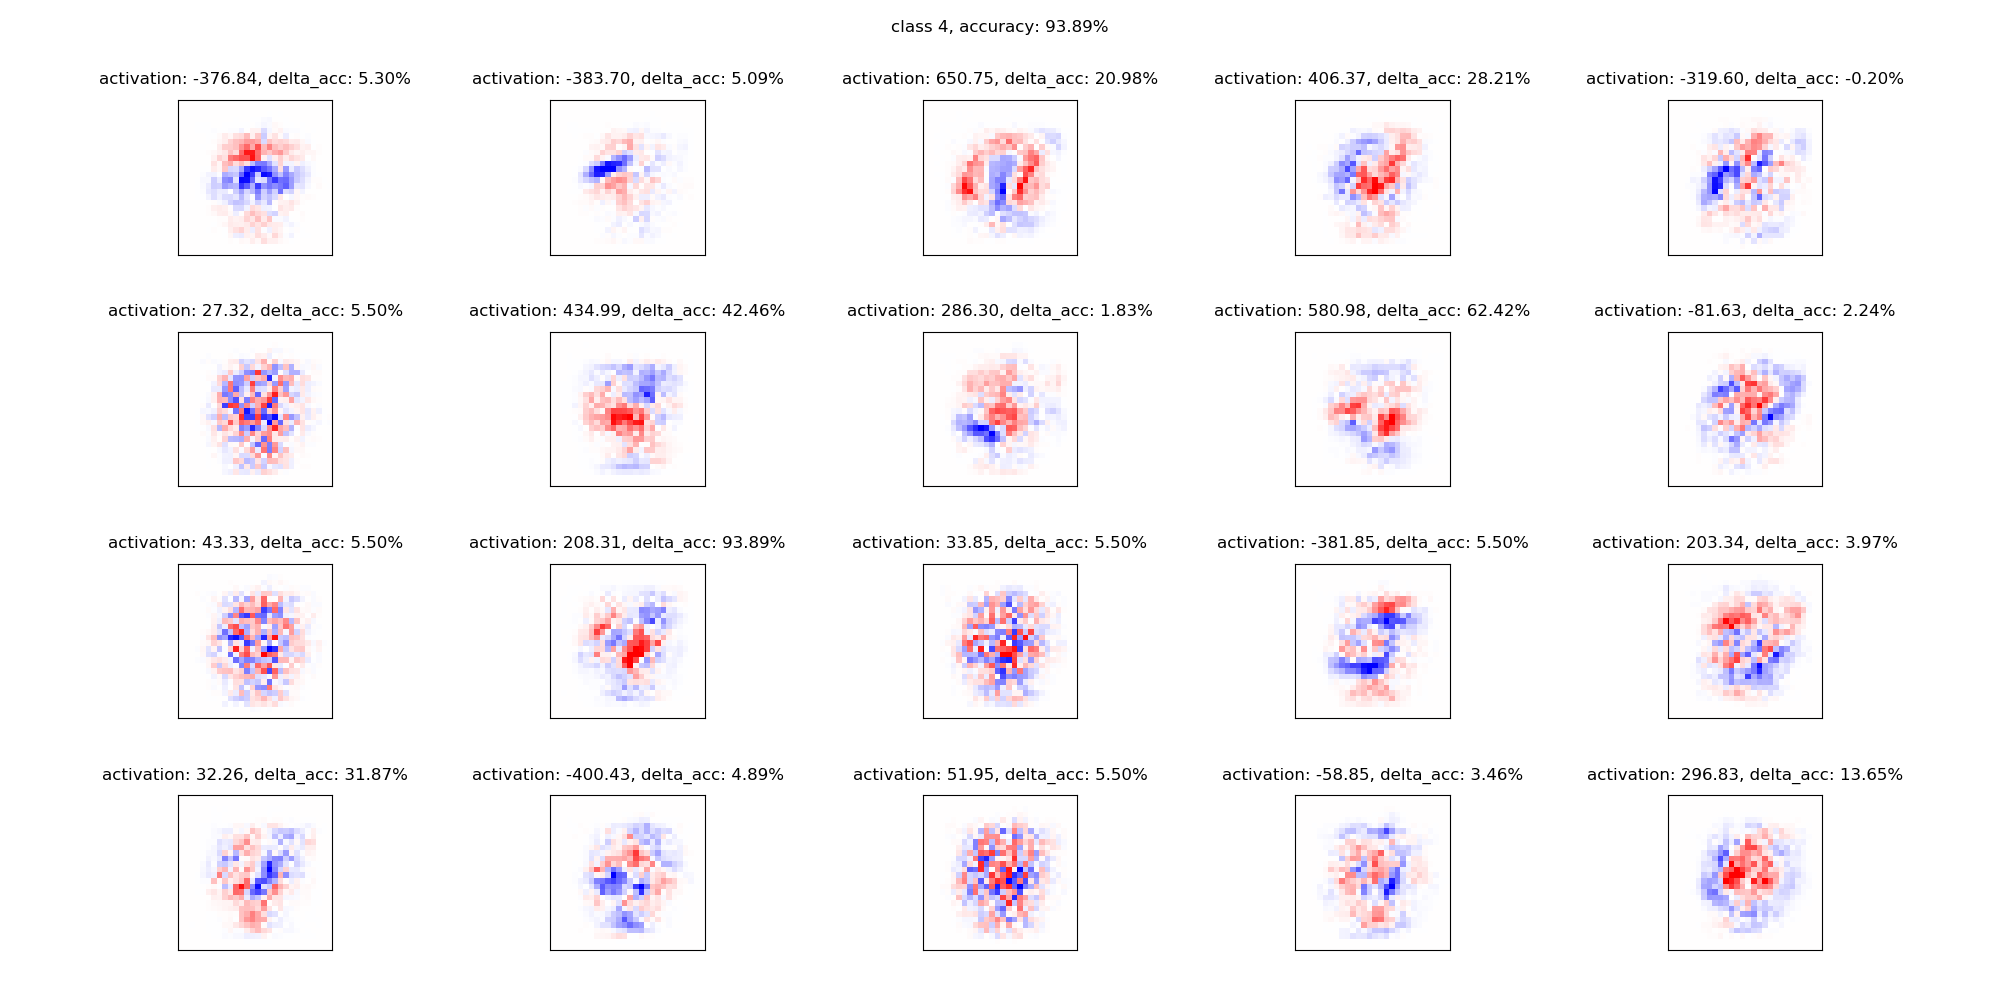 class 4, accuracy: 93.89%
activation: -376.84, delta_acc: 5.30%
activation: -383.70, delta_acc: 5.09%
activation: 650.75, delta_acc: 20.98%
activation: 406.37, delta_acc: 28.21%
activation: -319.60, delta_acc: -0.20%
activation: 27.32, delta_acc: 5.50%
activation: 434.99, delta_acc: 42.46%
activation: 286.30, delta_acc: 1.83%
activation: 580.98, delta_acc: 62.42%
activation: -81.63, delta_acc: 2.24%
activation: 43.33, delta_acc: 5.50%
activation: 208.31, delta_acc: 93.89%
activation: 33.85, delta_acc: 5.50%
activation: -381.85, delta_acc: 5.50%
activation: 203.34, delta_acc: 3.97%
activation: 32.26, delta_acc: 31.87%
activation: -400.43, delta_acc: 4.89%
activation: 51.95, delta_acc: 5.50%
activation: -58.85, delta_acc: 3.46%
activation: 296.83, delta_acc: 13.65%